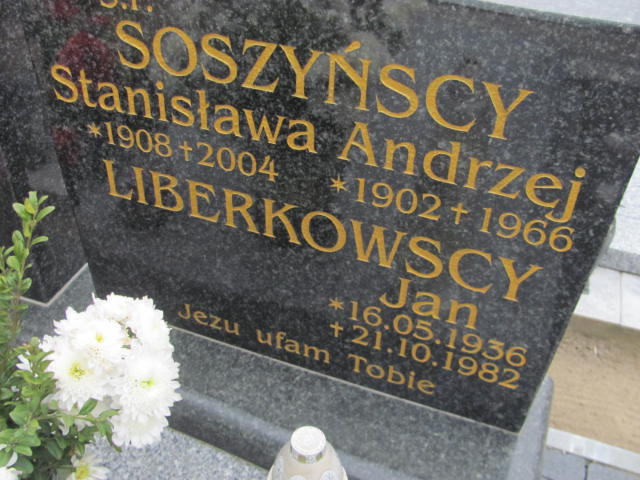 Ś.P.
SOSZYŃSCY
Stanisława Andrzej
*1908 +2004 *1902 +1966
LIBERKOWSCY
Jan
*16.05.1936
+21.10.1982
Jezu ufam Tobie